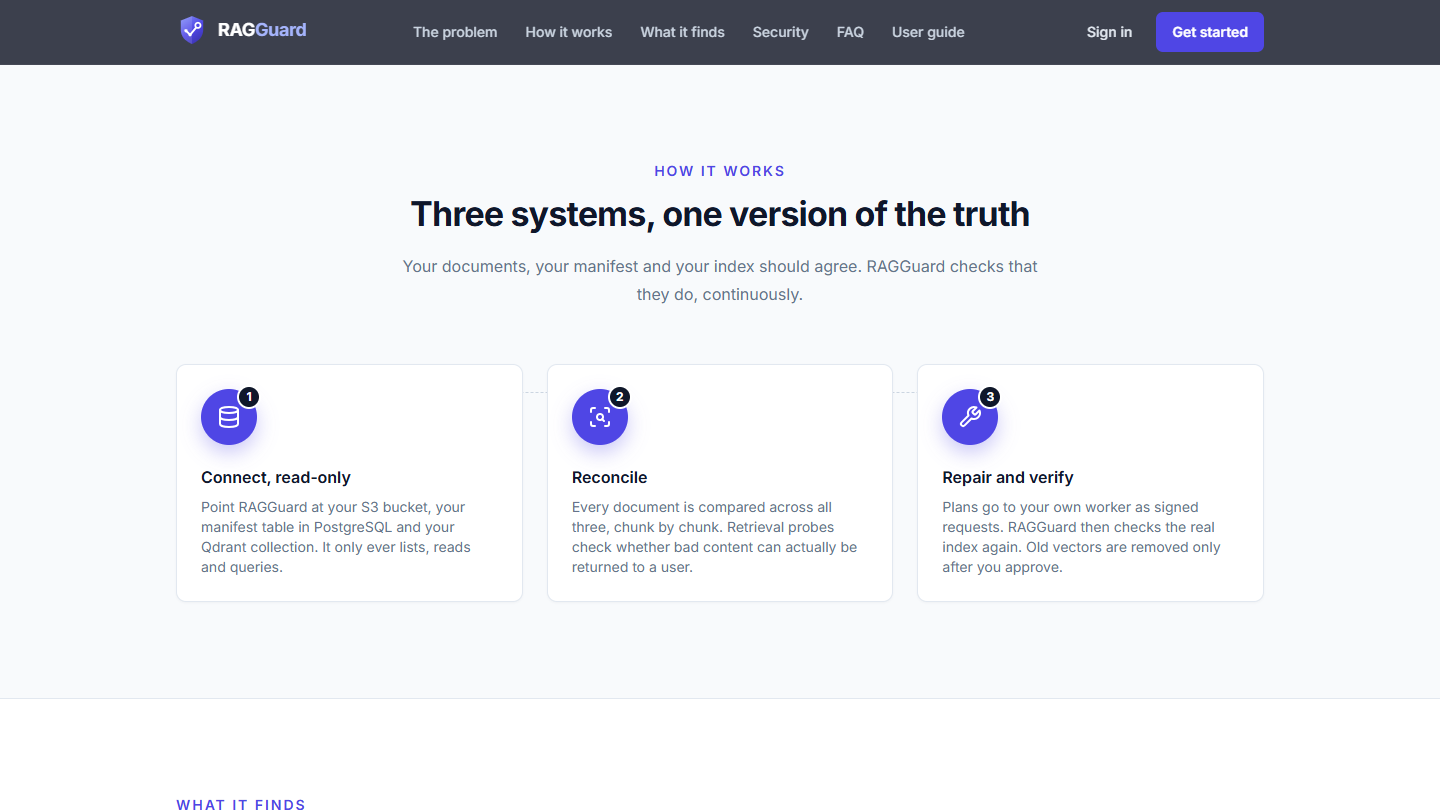 RAGGuard
The problem
How it works
What it finds
Security
FAQ
User guide
Sign in
Get started
HOW IT WORKS
Three systems, one version of the truth
Your documents, your manifest and your index should agree. RAGGuard checks that
they do, continuously.
1
Connect, read-only
Point RAGGuard at your S3 bucket, your
manifest table in PostgreSQL and your
Qdrant collection. It only ever lists, reads
and queries.
2
Reconcile
Every document is compared across all
three, chunk by chunk. Retrieval probes
check whether bad content can actually be
returned to a user.
3
Repair and verify
Plans go to your own worker as signed
requests. RAGGuard then checks the real
index again. Old vectors are removed only
after you approve.
WHAT IT FINDS